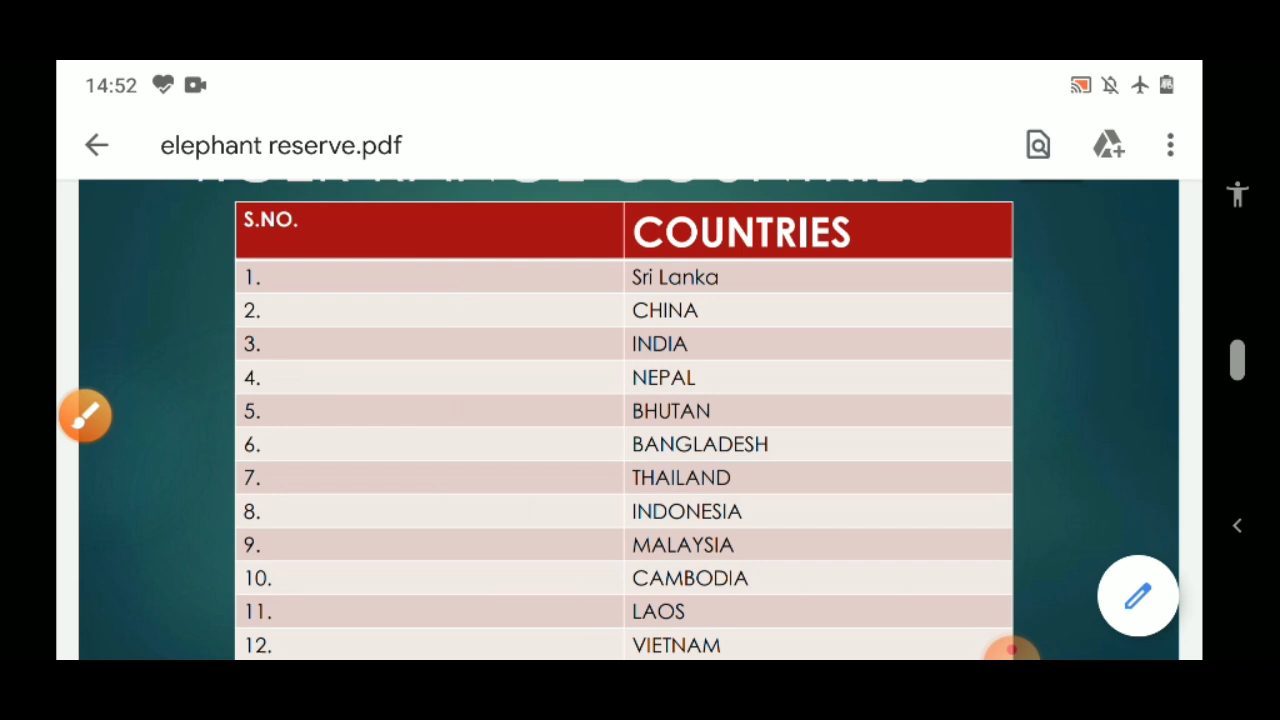 14:52
elephant reserve.pdf
S.NO. COUNTRIES
1. Sri Lanka
2. CHINA
3. INDIA
4. NEPAL
5. BHUTAN
6. BANGLADESH
7. THAILAND
8. INDONESIA
9. MALAYSIA
10. CAMBODIA
11. LAOS
12. VIETNAM